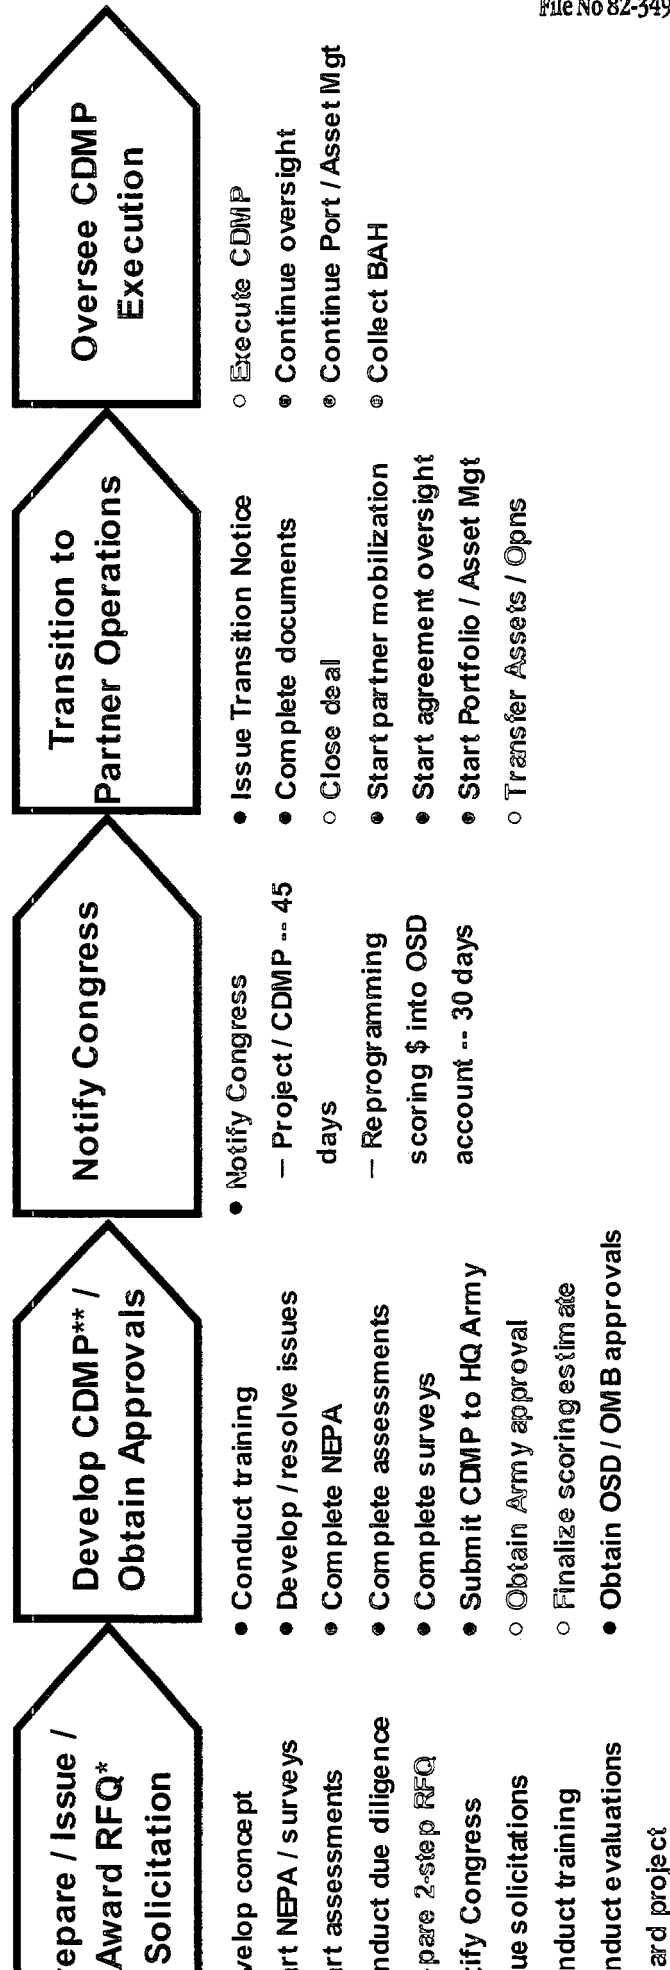 File No 82-349
epare / Issue /
Award RFQ*
Solicitation
velop concept
rt NEPA / surveys
rt assessments
nduct due diligence
pare 2-step RFQ
tify Congress
ue solicitations
nduct training
nduct evaluations
ard project
Develop CDMP** /
Obtain Approvals
• Conduct training
• Develop / resolve issues
• Complete NEPA
• Complete assessments
• Complete surveys
• Submit CDMP to HQ Army
○ Obtain Army approval
○ Finalize scoring estimate
• Obtain OSD / OMB approvals
Notify Congress
• Notify Congress
– Project / CDMP -- 45
days
– Reprogramming
scoring $ into OSD
account -- 30 days
Transition to
Partner Operations
• Issue Transition Notice
• Complete documents
○ Close deal
• Start partner mobilization
• Start agreement oversight
• Start Portfolio / Asset Mgt
○ Transfer Assets / Opns
Oversee CDMP
Execution
○ Execute CDMP
• Continue oversight
• Continue Port / Asset Mgt
• Collect BAH